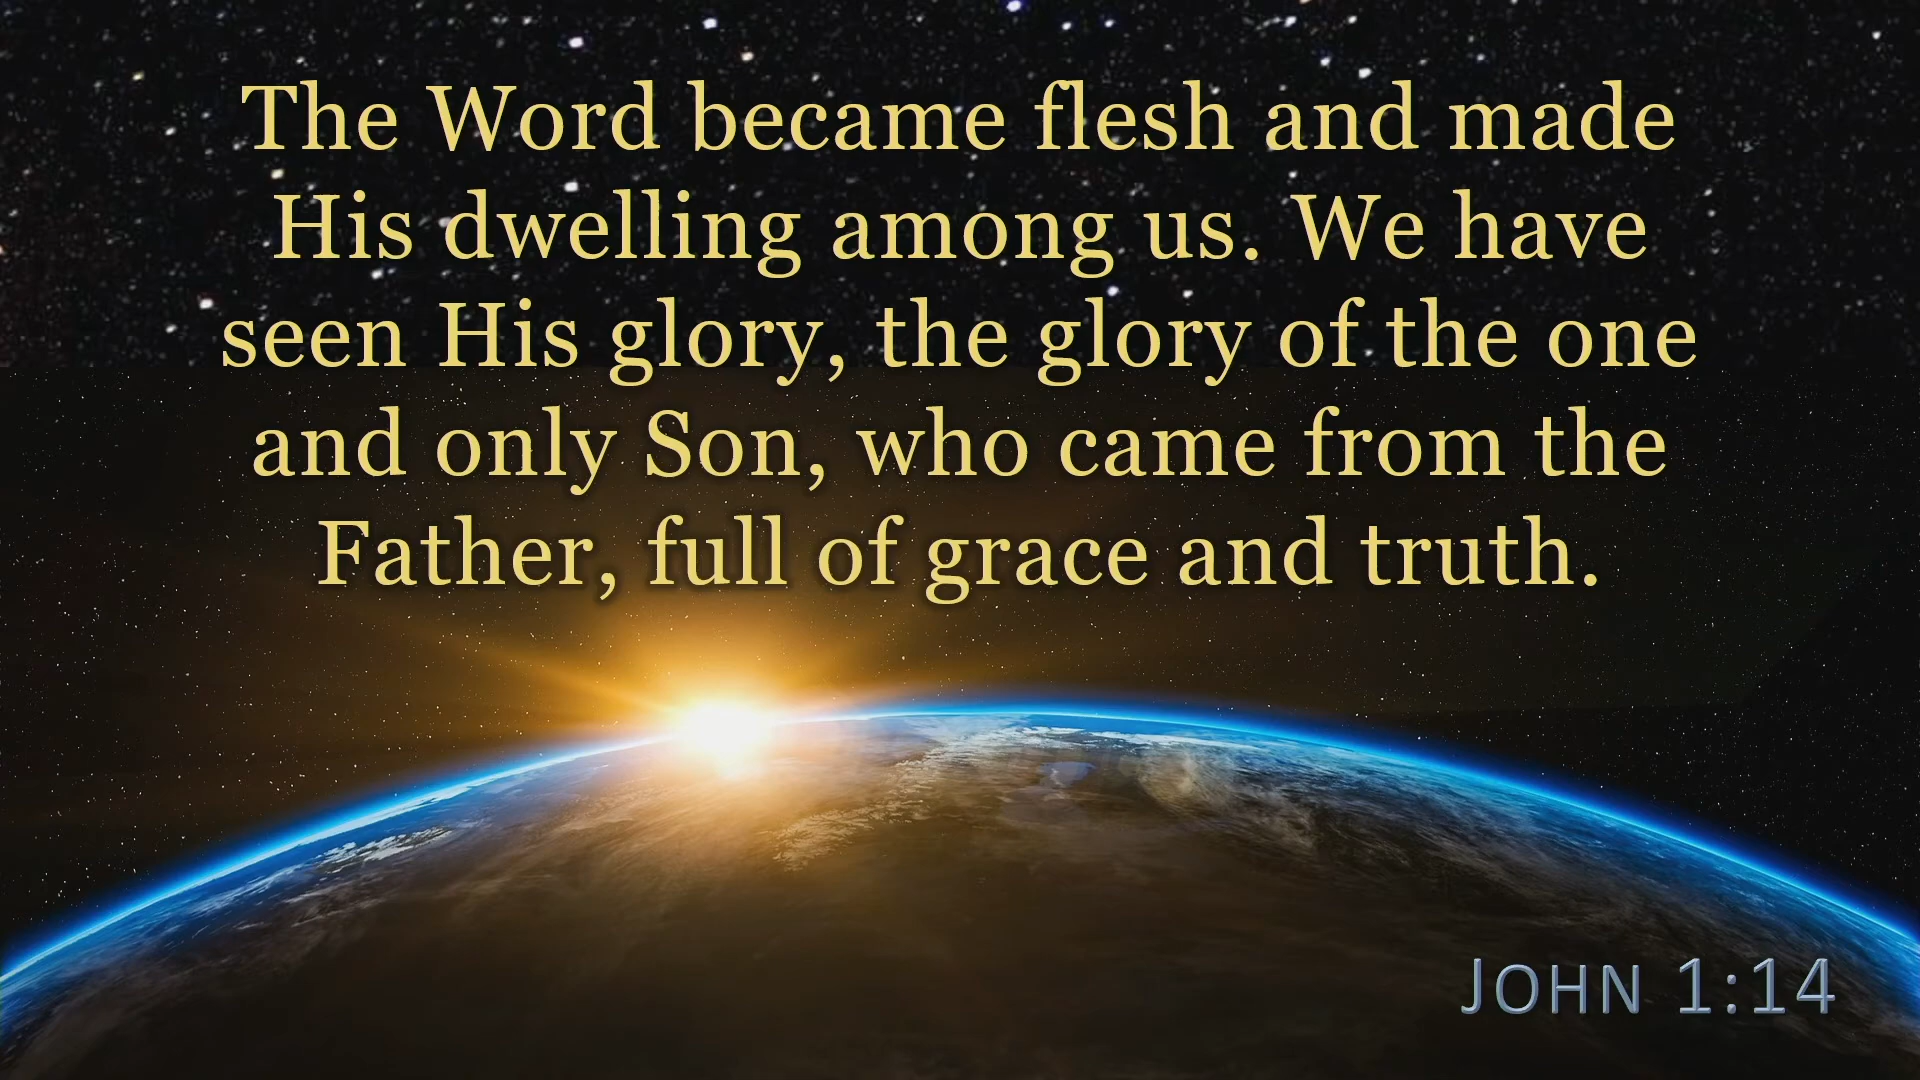 The Word became flesh and made
His dwelling among us. We have
seen His glory, the glory of the one
and only Son, who came from the
Father, full of grace and truth.
JOHN 1:14